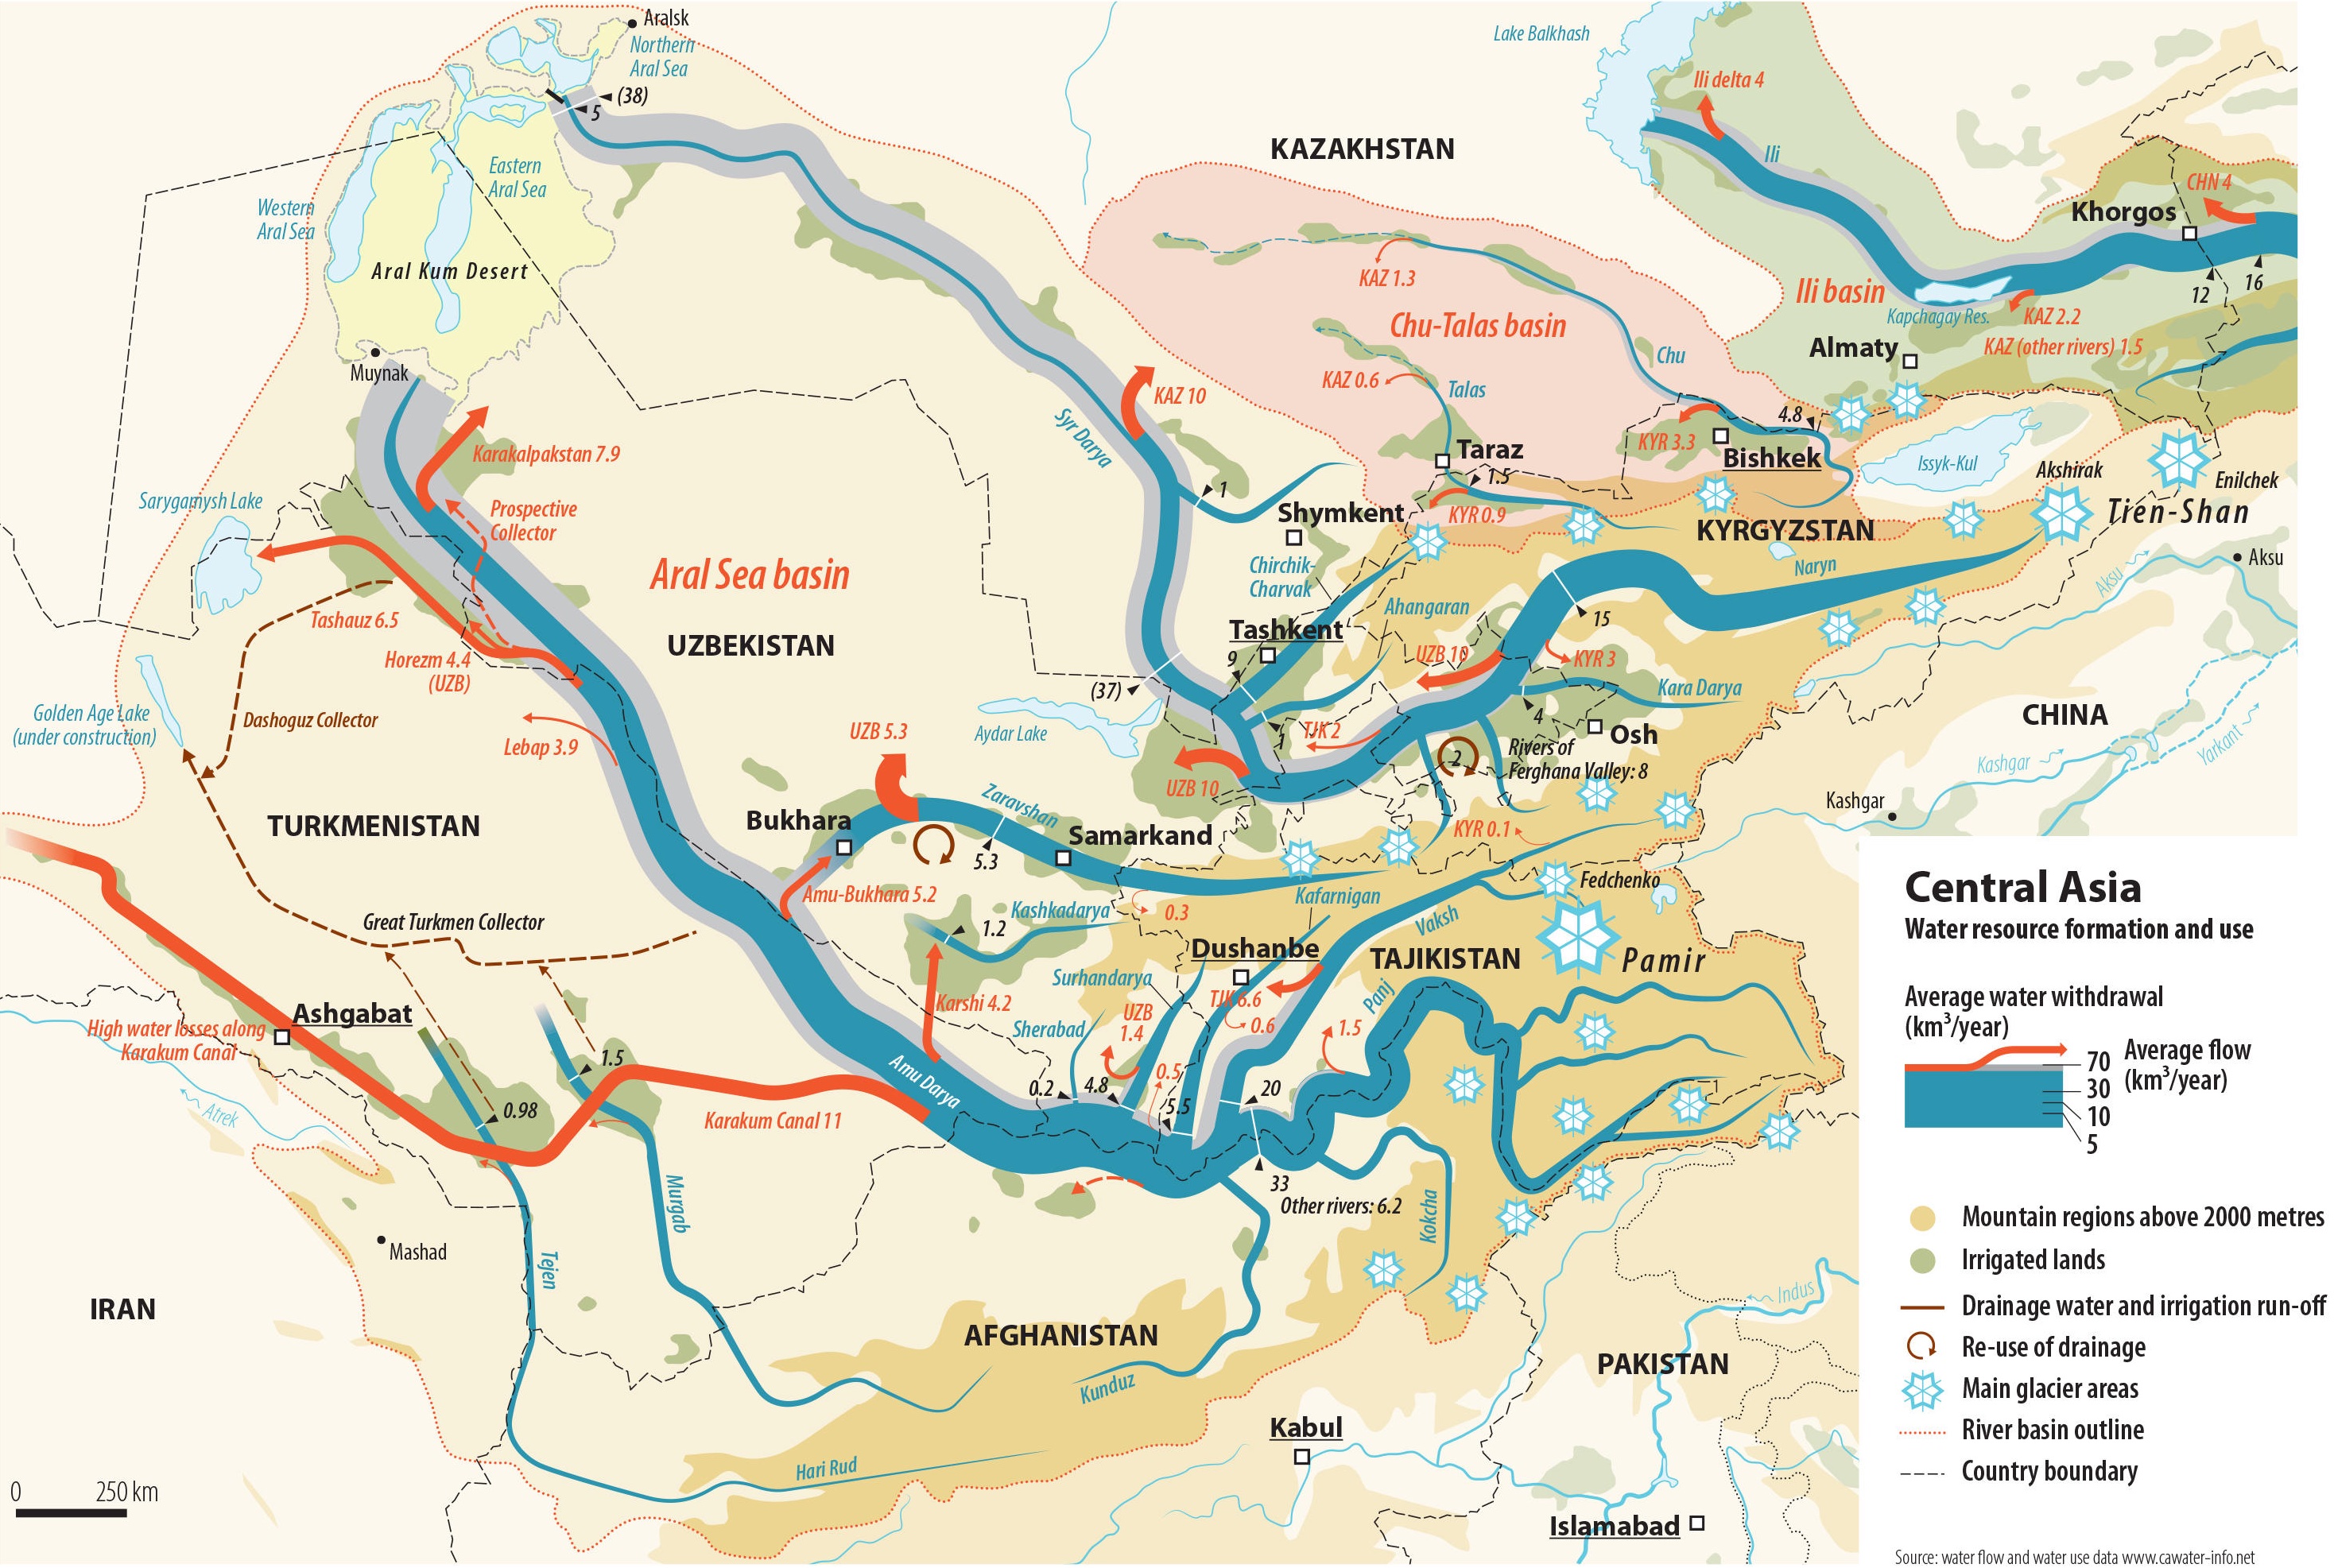 Aralsk
Northern
Aral Sea
(38)
5
Eastern
Aral Sea
Western
Aral Sea
Aral Kum Desert
Muynak
Lake Balkhash
Ili delta 4
Ili
KAZAKHSTAN
CHN 4
Khorgos
12
16
Ili basin
Kapchagay Res.
KAZ 2.2
KAZ (other rivers) 1.5
Almaty
KAZ 1.3
Chu-Talas basin
Chu
KAZ 0.6
Talas
Taraz
1.5
KYR 0.9
KYR 3.3
4.8
Bishkek
Issyk-Kul
Akshirak
Enilchek
Tien-Shan
KYRGYZSTAN
Naryn
Aksu
Aksu
Syr Darya
KAZ 10
1
Shymkent
Chirchik-
Charvak
Ahangaran
Tashkent
9
(37)
1
UZB 10
15
KYR 3
Kara Darya
4
Osh
TJK 2
2
Rivers of
Ferghana Valley: 8
UZB 10
KYR 0.1
CHINA
Kashgar
Yarkant
Kashgar
Karakalpakstan 7.9
Prospective
Collector
Sarygamysh Lake
Tashauz 6.5
Horezm 4.4
(UZB)
Aral Sea basin
UZBEKISTAN
Golden Age Lake
(under construction)
Dashoguz Collector
Lebap 3.9
Aydar Lake
UZB 5.3
Zaravshan
Bukhara
Samarkand
5.3
TURKMENISTAN
Amu-Bukhara 5.2
Great Turkmen Collector
Kashkadarya
1.2
0.3
Kafarnigan
Vaksh
Fedchenko
Pamir
Dushanbe
TAJIKISTAN
Panj
Surhandarya
Sherabad
UZB
1.4
TJK 6.6
0.6
1.5
Karshi 4.2
Ashgabat
High water losses along
Karakum Canal
Atrek
0.98
1.5
Karakum Canal 11
Amu Darya
0.2
4.8
0.5
5.5
20
33
Other rivers: 6.2
Kokcha
Murgab
Tejen
Mashad
IRAN
AFGHANISTAN
Kunduz
Hari Rud
Kabul
PAKISTAN
Indus
Islamabad
0 250 km
Central Asia
Water resource formation and use
Average water withdrawal
(km³/year)
70
30
10
5
Average flow
(km³/year)
Mountain regions above 2000 metres
Irrigated lands
Drainage water and irrigation run-off
Re-use of drainage
Main glacier areas
River basin outline
Country boundary
Source: water flow and water use data www.cawater-info.net